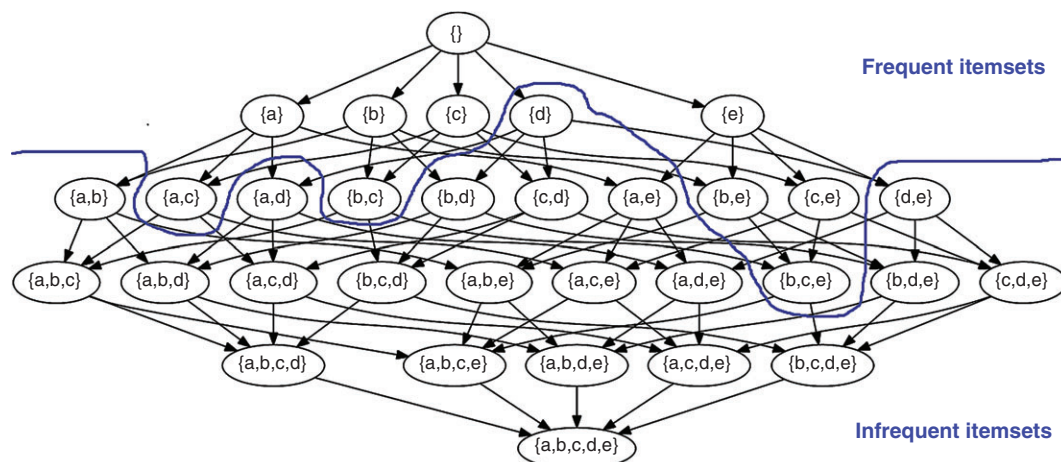 {}
Frequent itemsets
{a} {b} {c} {d} {e}
{a,b} {a,c} {a,d} {b,c} {b,d} {c,d} {a,e} {b,e} {c,e} {d,e}
{a,b,c} {a,b,d} {a,c,d} {b,c,d} {a,b,e} {a,c,e} {a,d,e} {b,c,e} {b,d,e} {c,d,e}
{a,b,c,d} {a,b,c,e} {a,b,d,e} {a,c,d,e} {b,c,d,e}
Infrequent itemsets
{a,b,c,d,e}